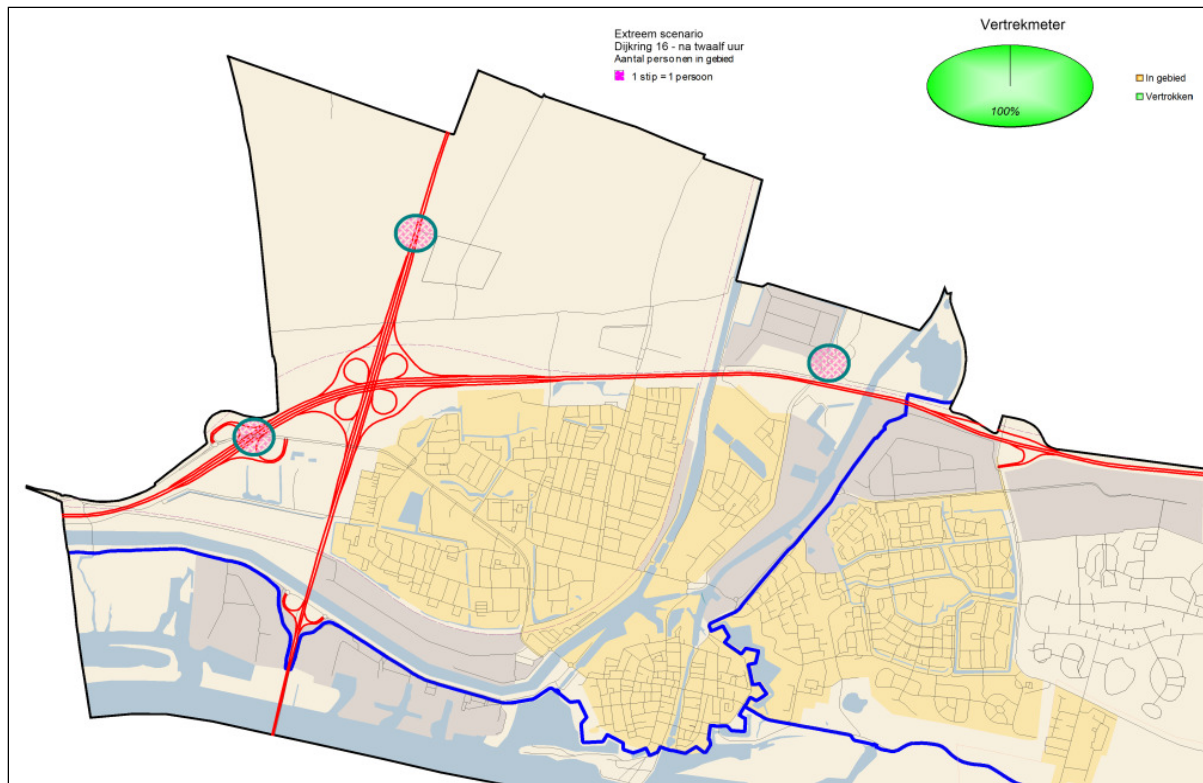 Extreem scenario
Dijkring 16 - na twaalf uur
Aantal personen in gebied
1 stip = 1 persoon
Vertrekmeter
100%
In gebied
Vertrokken